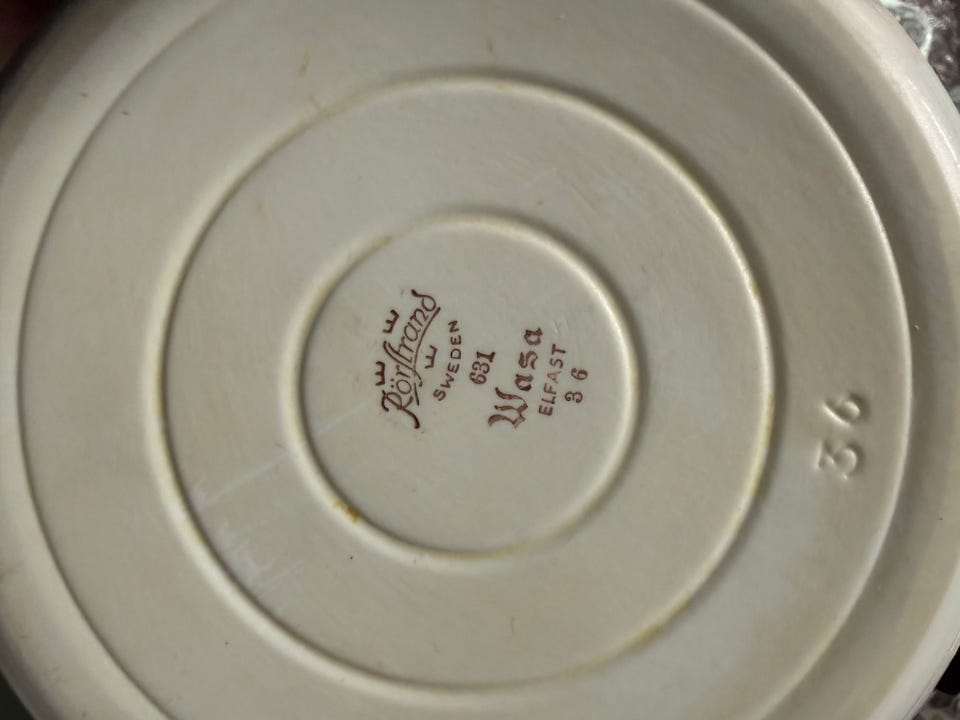 Rörstrand
SWEDEN
631
Wasa
ELFAST
36
36